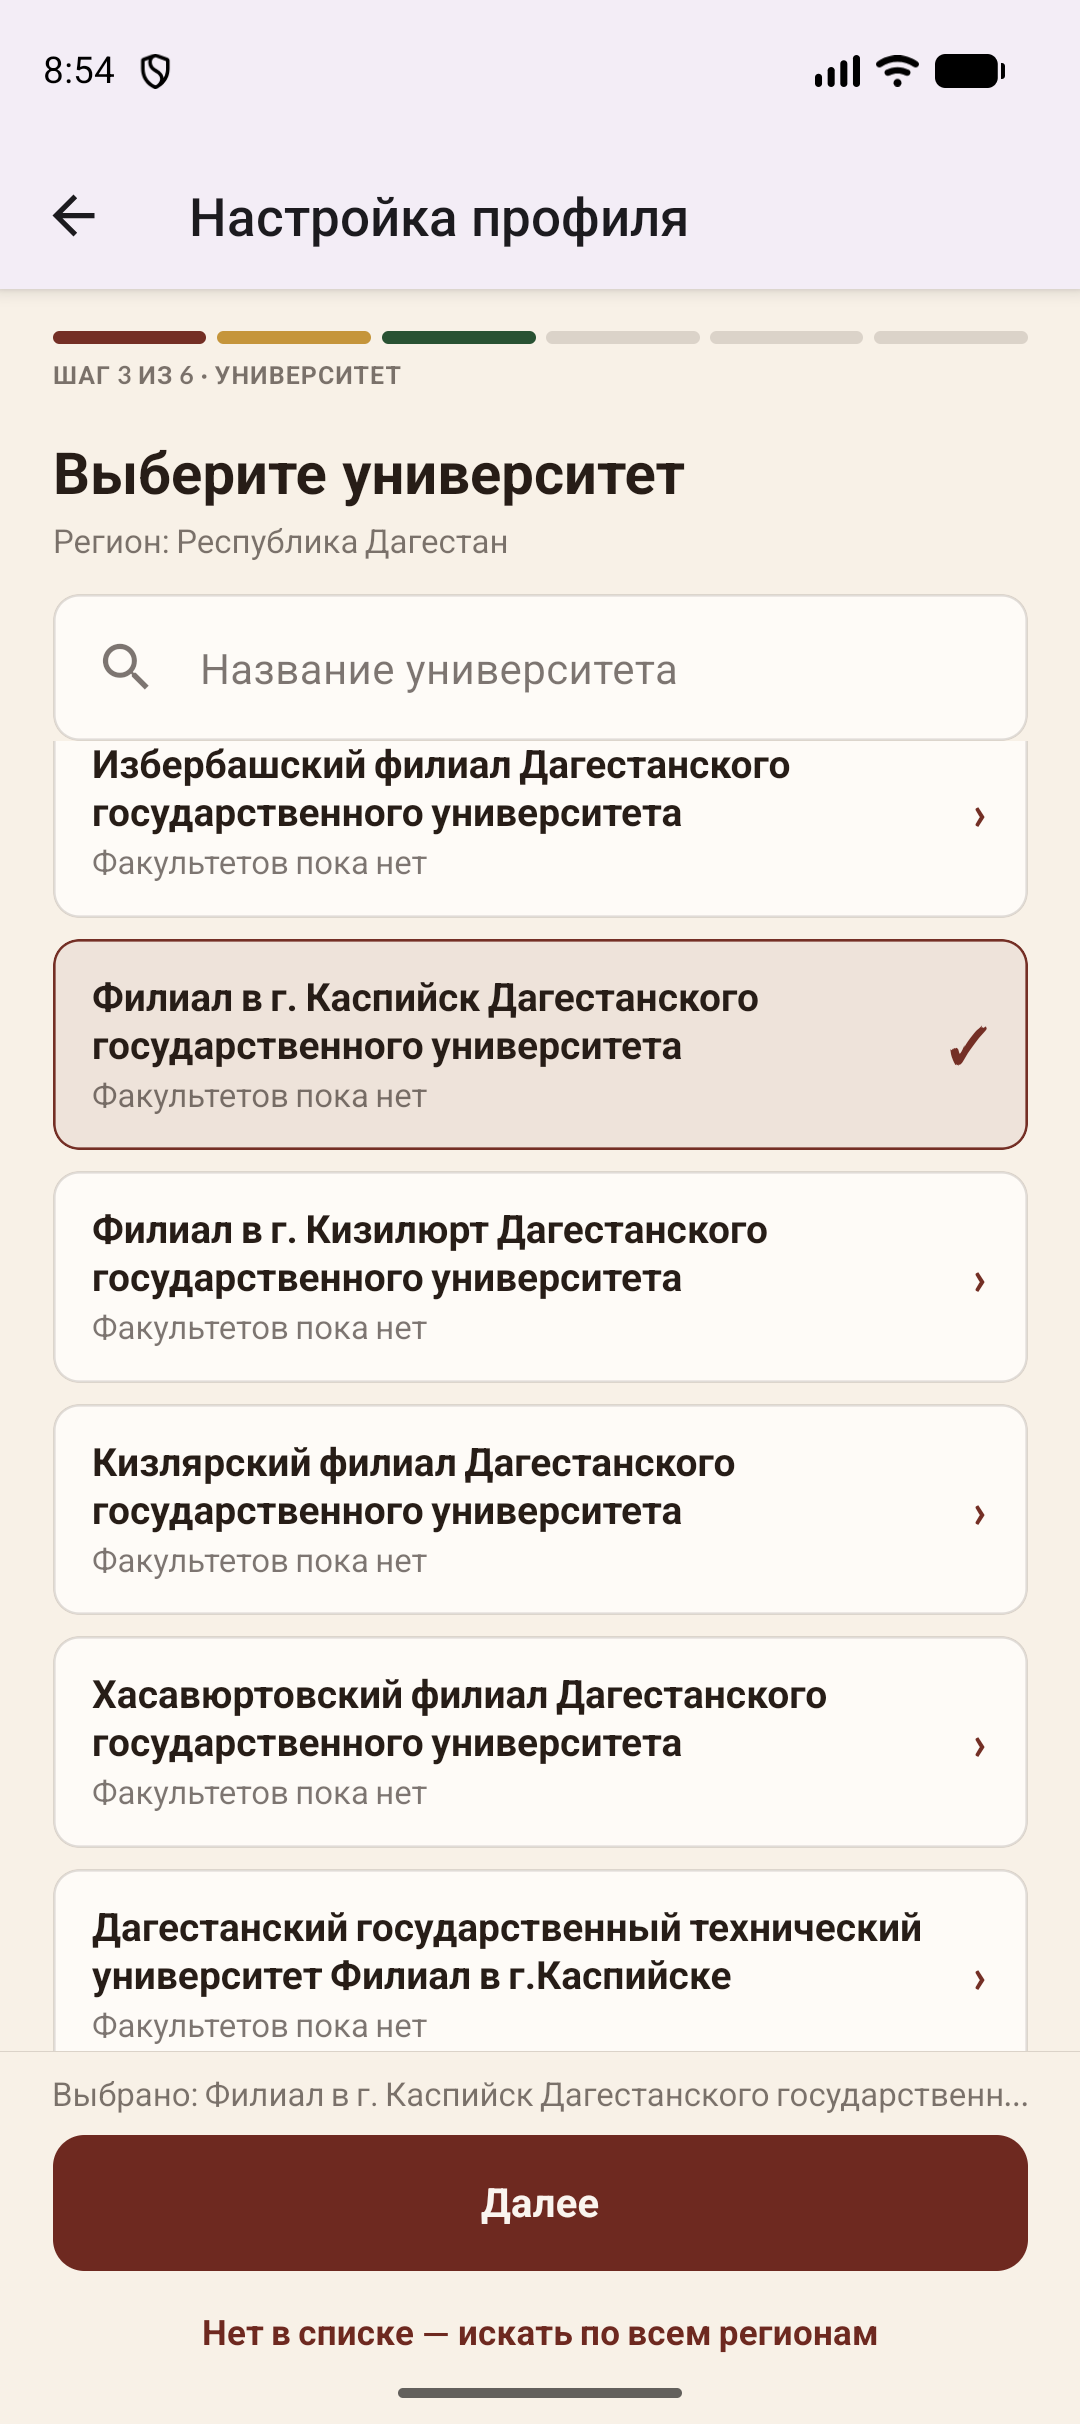 8:54
Настройка профиля
ШАГ 3 ИЗ 6 · УНИВЕРСИТЕТ
Выберите университет
Регион: Республика Дагестан
Название университета
Избербашский филиал Дагестанского
государственного университета
›
Факультетов пока нет
Филиал в г. Каспийск Дагестанского
государственного университета
✓
Факультетов пока нет
Филиал в г. Кизилюрт Дагестанского
государственного университета
›
Факультетов пока нет
Кизлярский филиал Дагестанского
государственного университета
›
Факультетов пока нет
Хасавюртовский филиал Дагестанского
государственного университета
›
Факультетов пока нет
Дагестанский государственный технический
университет Филиал в г.Каспийске
›
Факультетов пока нет
Выбрано: Филиал в г. Каспийск Дагестанского государственн...
Далее
Нет в списке — искать по всем регионам